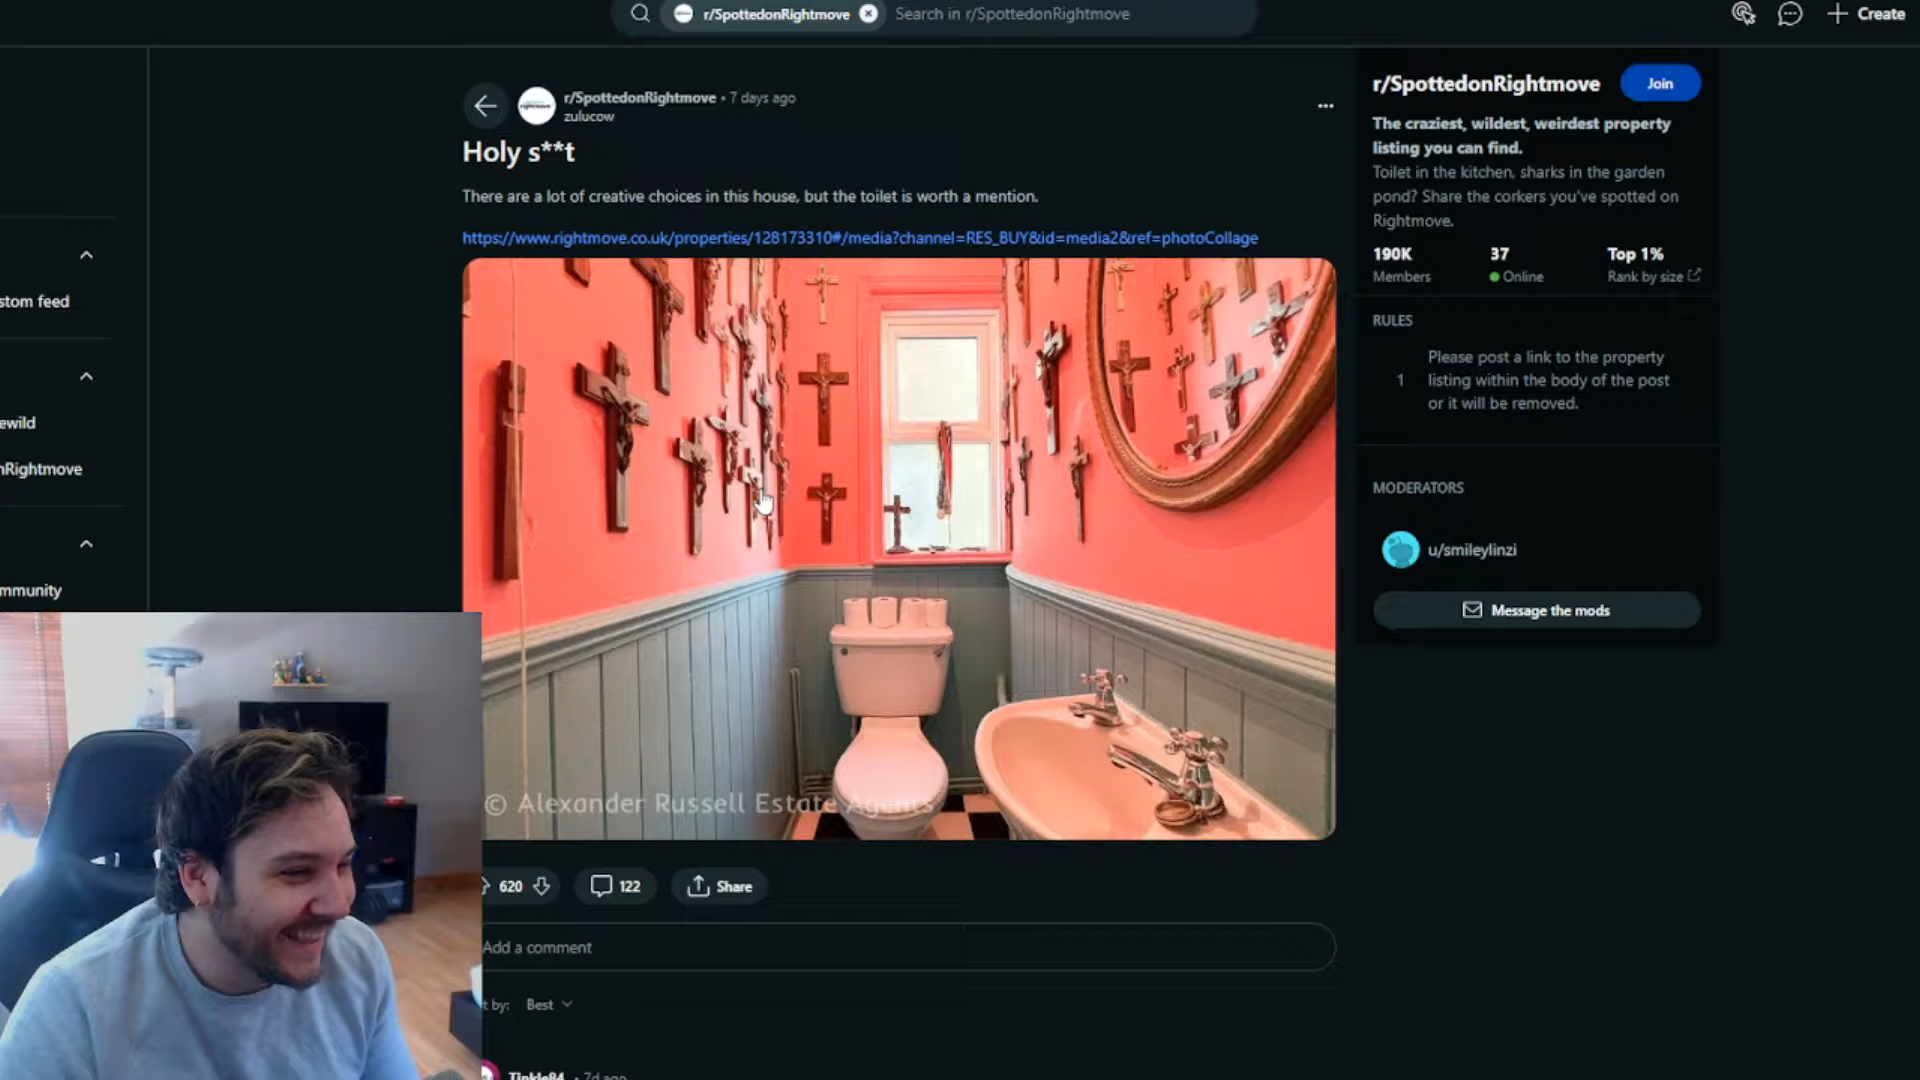 r/SpottedonRightmove
Search in r/SpottedonRightmove
Create
r/SpottedonRightmove • 7 days ago
zulucow
Holy s**t
There are a lot of creative choices in this house, but the toilet is worth a mention.
https://www.rightmove.co.uk/properties/128173310#/media?channel=RES_BUY&id=media2&ref=photoCollage
© Alexander Russell Estate Agents
620
122
Share
Add a comment
t by: Best
Tinkle84 • 7d ago
stom feed
ewild
nRightmove
mmunity
r/SpottedonRightmove
Join
The craziest, wildest, weirdest property
listing you can find.
Toilet in the kitchen, sharks in the garden
pond? Share the corkers you've spotted on
Rightmove.
190K 37 Top 1%
Members Online Rank by size
RULES
1 Please post a link to the property
listing within the body of the post
or it will be removed.
MODERATORS
u/smileylinzi
Message the mods